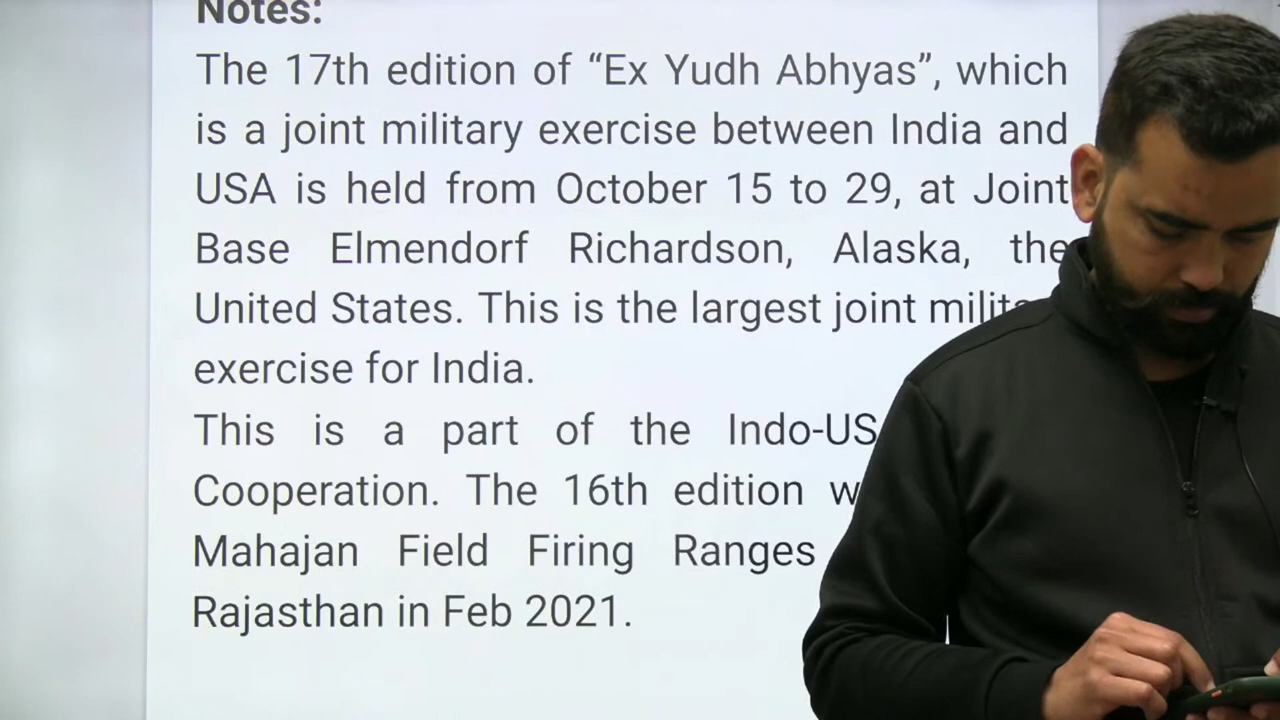 Notes:
The 17th edition of “Ex Yudh Abhyas”, which
is a joint military exercise between India and
USA is held from October 15 to 29, at Joint
Base Elmendorf Richardson, Alaska, the
United States. This is the largest joint
exercise for India.
This is a part of the Indo-US
Cooperation. The 16th edition
Mahajan Field Firing Ranges
Rajasthan in Feb 2021.